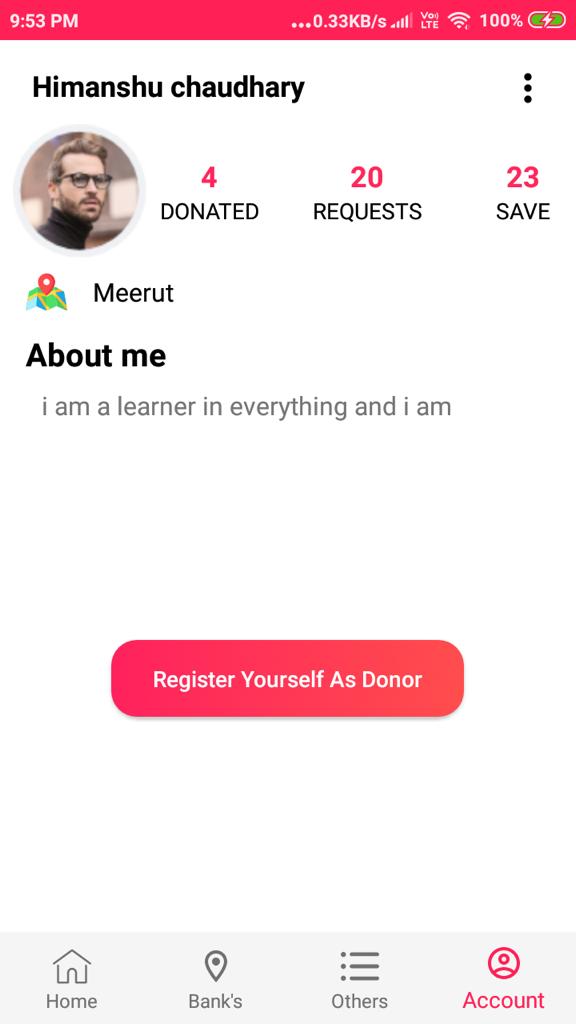 9:53 PM ...0.33KB/s Vo) LTE 100%
Himanshu chaudhary
4 20 23
DONATED REQUESTS SAVE
Meerut
About me
i am a learner in everything and i am
Register Yourself As Donor
Home Bank's Others Account